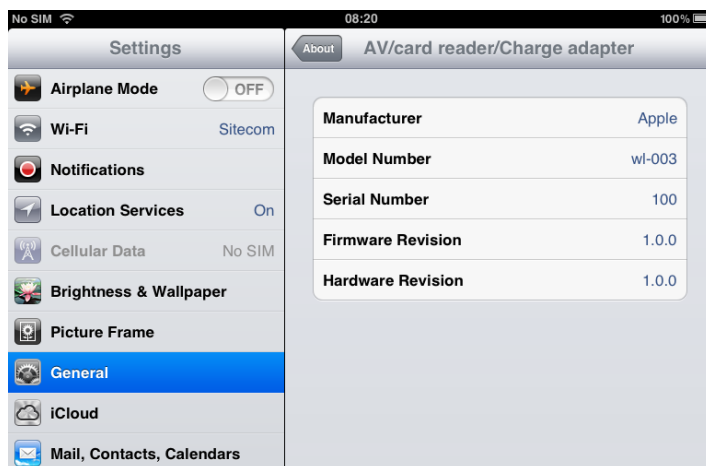 No SIM 08:20 100%
Settings
Airplane Mode OFF
Wi-Fi Sitecom
Notifications
Location Services On
Cellular Data No SIM
Brightness & Wallpaper
Picture Frame
General
iCloud
Mail, Contacts, Calendars
About AV/card reader/Charge adapter
Manufacturer Apple
Model Number wl-003
Serial Number 100
Firmware Revision 1.0.0
Hardware Revision 1.0.0